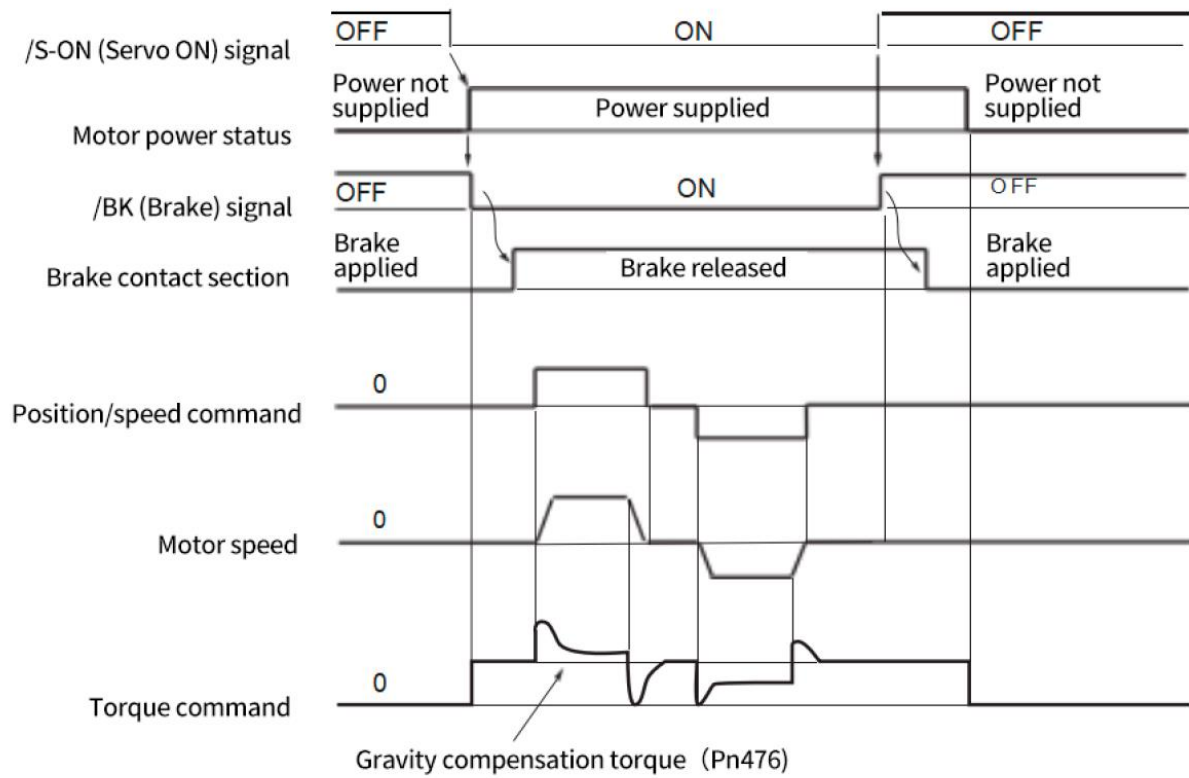 OFF ON OFF
/S-ON (Servo ON) signal
Power not
supplied
Power supplied
Power not
supplied
Motor power status
OFF ON OFF
/BK (Brake) signal
Brake
applied
Brake released
Brake
applied
Brake contact section
0
Position/speed command
0
Motor speed
0
Torque command
Gravity compensation torque（Pn476)